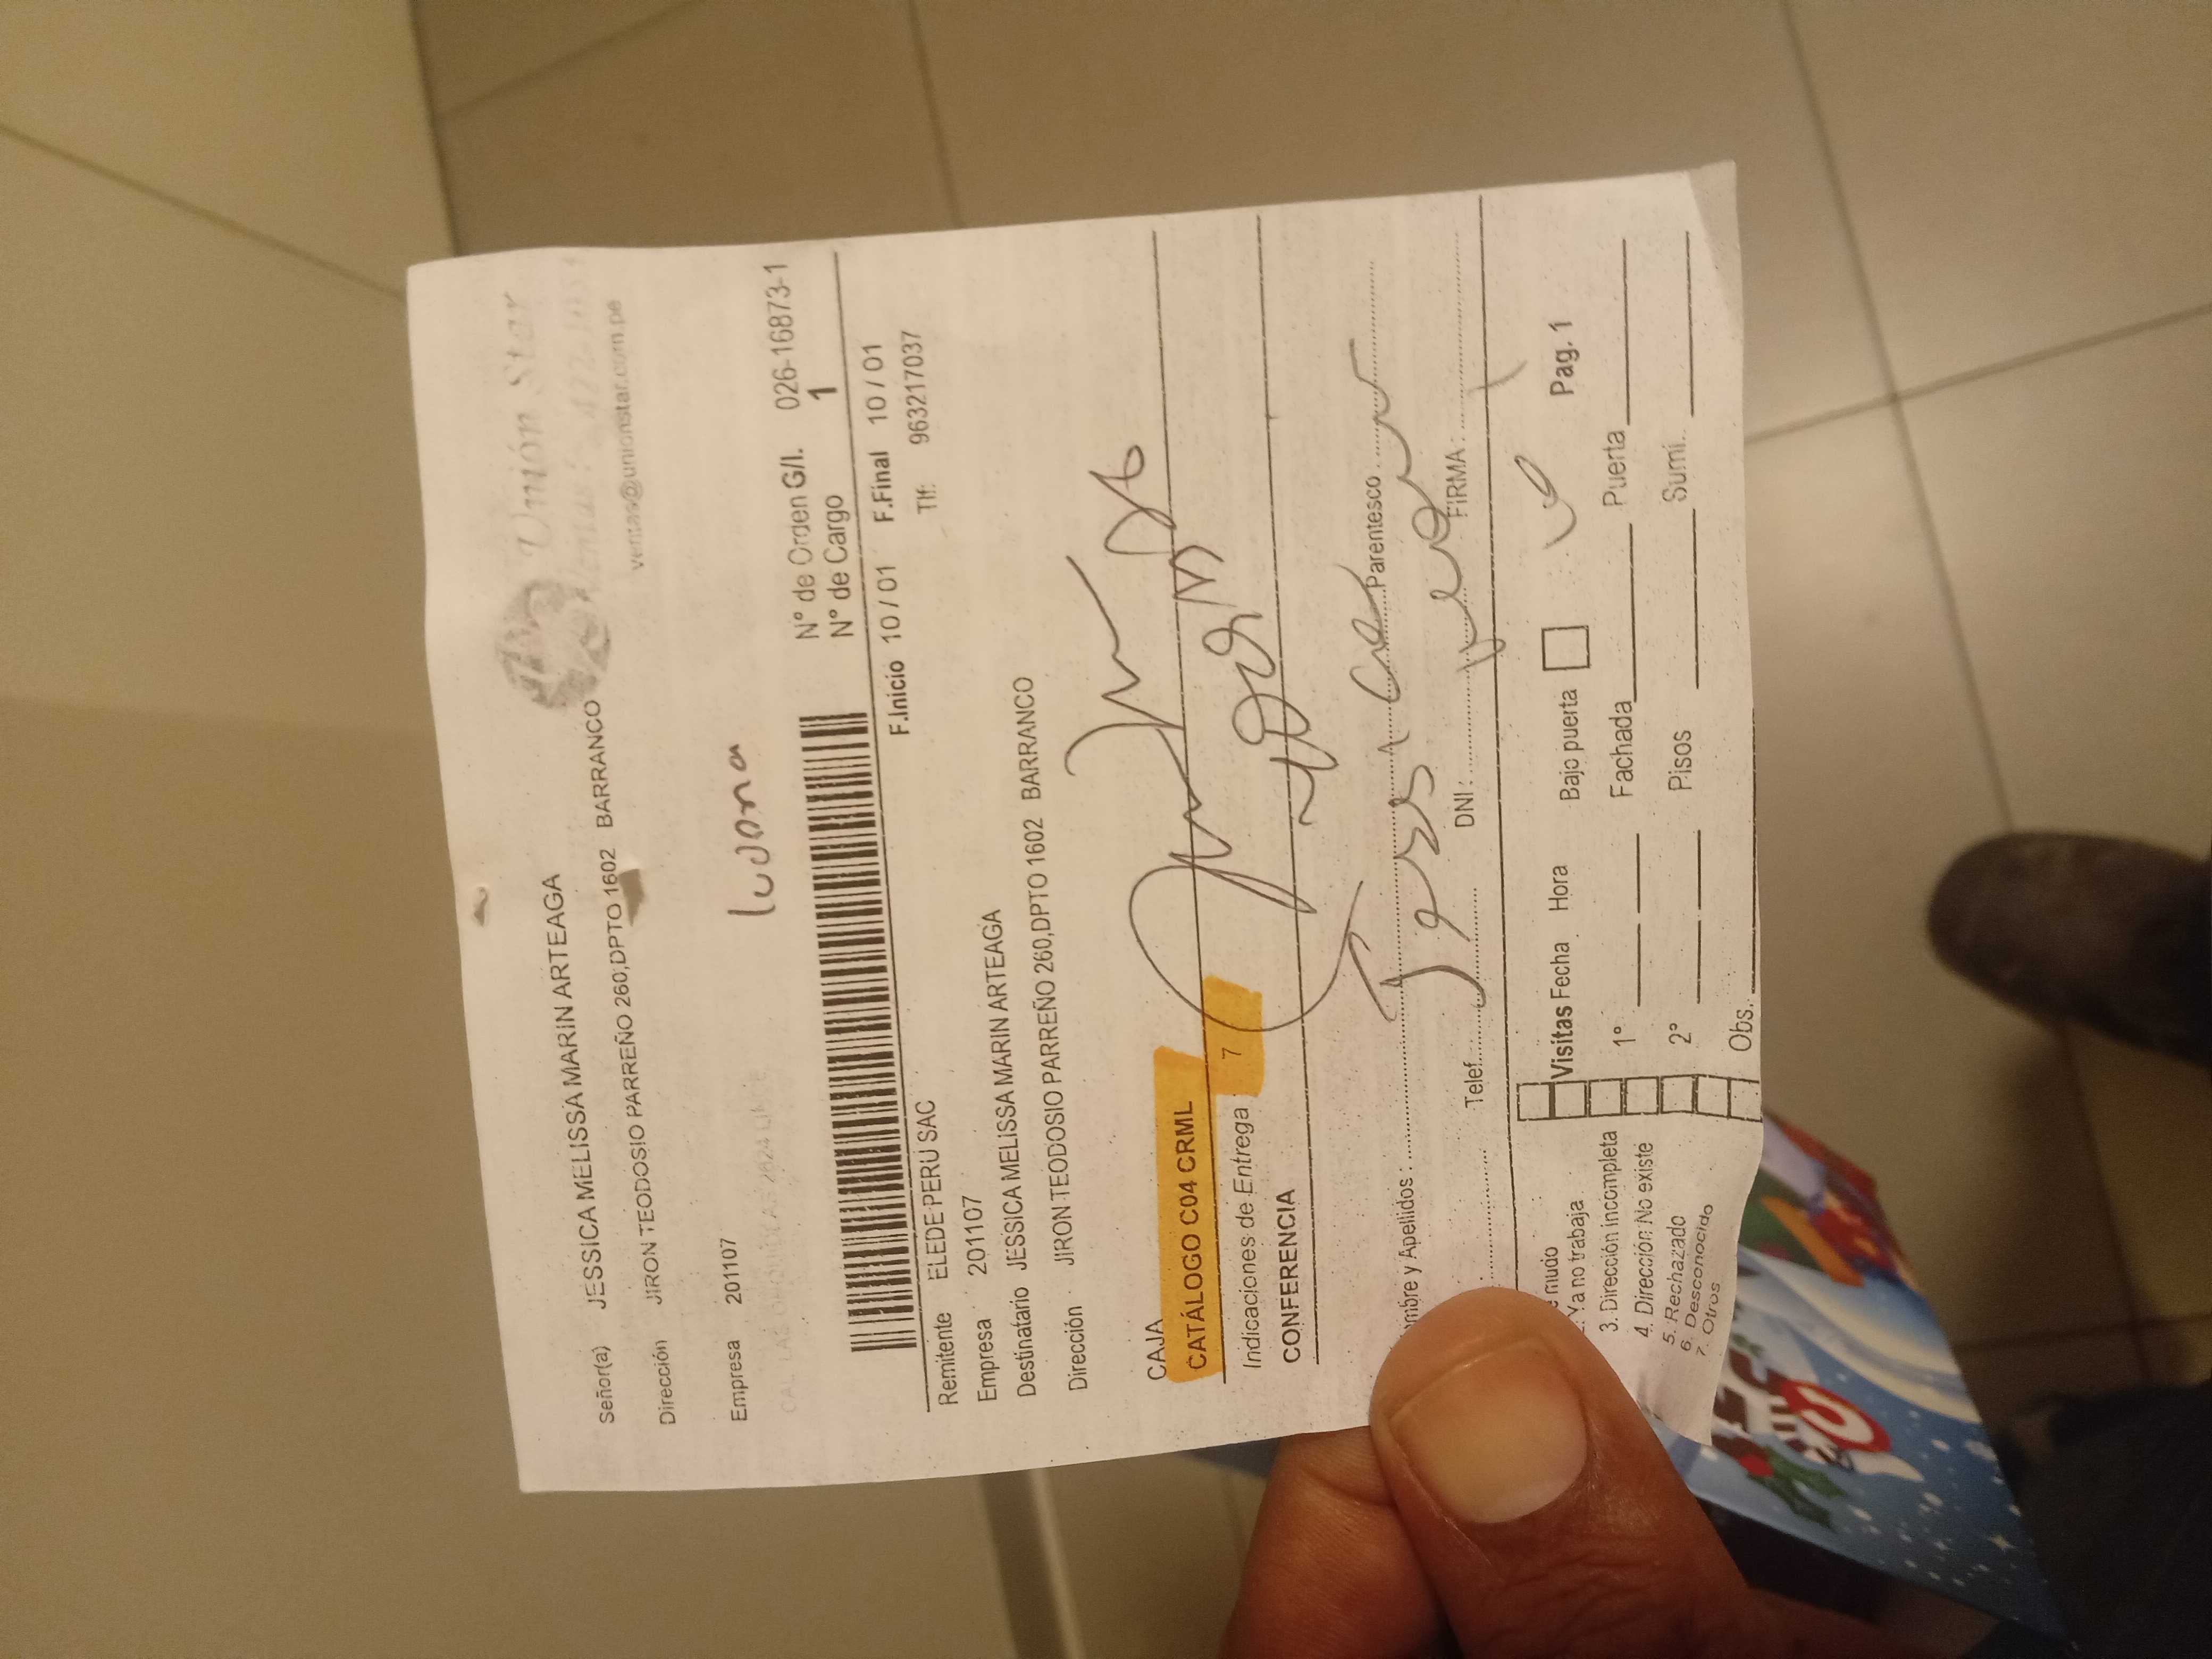 Unión Star
ventas@unionstar.com.pe
Señor(a) JESSICA MELISSA MARIN ARTEAGA
Dirección JIRON TEODOSIO PARREÑO 260,DPTO 1602 BARRANCO
Empresa 201107
N° de Orden G/I. 026-16873-1
N° de Cargo 1
F.Inicio 10 / 01 F.Final 10 / 01
Remitente ELEDE PERU SAC
Tlf: 963217037
Empresa 201107
Destinatario JESSICA MELISSA MARIN ARTEAGA
Dirección JIRON TEODOSIO PARREÑO 260,DPTO 1602 BARRANCO
CAJA
CATÁLOGO C04 CRML
Indicaciones de Entrega 7
CONFERENCIA
mbre y Apellidos : Parentesco
Telef. DNI : FIRMA :
Pag. 1
Ya no trabaja
3. Dirección incompleta
4. Dirección No existe
5. Rechazado
6. Desconocido
7. Otros
Visitas Fecha Hora Bajo puerta
1° Fachada Puerta
2° Pisos Sumi.
Obs.